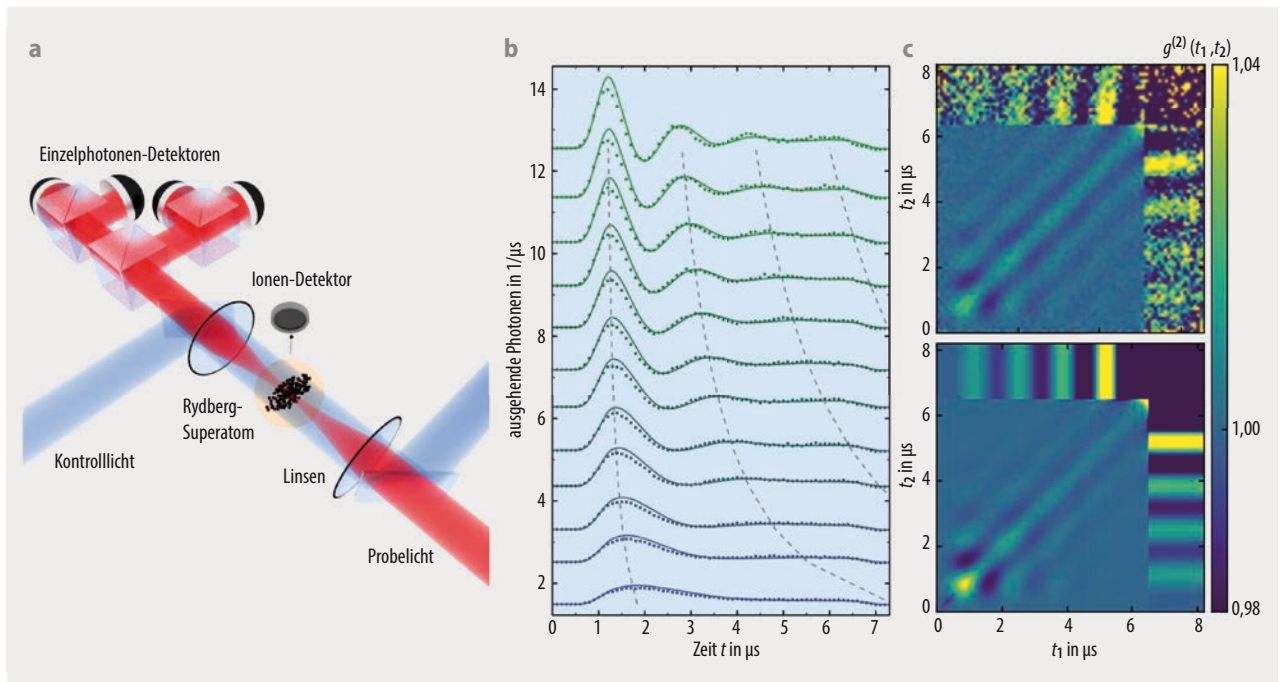 a
Einzelphotonen-Detektoren
Ionen-Detektor
Rydberg-
Superatom
Kontrolllicht
Linsen
Probelicht
b
ausgehende Photonen in 1/µs
14
12
10
8
6
4
2
0
1
2
3
4
5
6
7
Zeit t in µs
c
g(2) (t1 ,t2)
1,04
1,00
0,98
t2 in µs
8
6
4
2
0
t2 in µs
8
6
4
2
0
0
2
4
6
8
t1 in µs